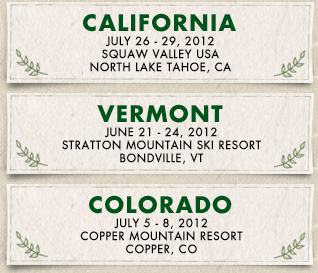 CALIFORNIA
JULY 26 - 29, 2012
SQUAW VALLEY USA
NORTH LAKE TAHOE, CA
VERMONT
JUNE 21 - 24, 2012
STRATTON MOUNTAIN SKI RESORT
BONDVILLE, VT
COLORADO
JULY 5 - 8, 2012
COPPER MOUNTAIN RESORT
COPPER, CO